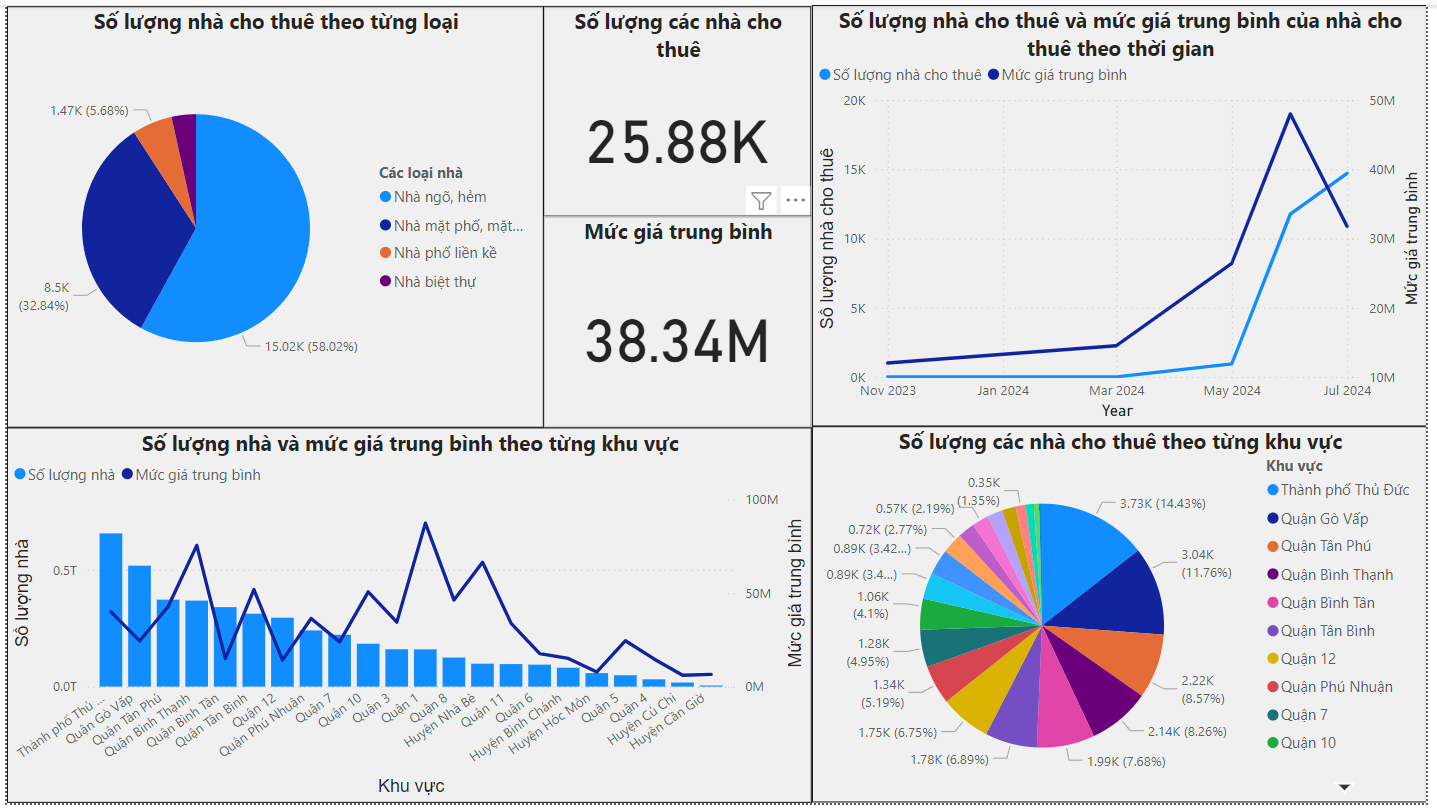 Số lượng nhà cho thuê theo từng loại
1.47K (5.68%)
8.5K
(32.84%)
15.02K (58.02%)
Các loại nhà
Nhà ngõ, hẻm
Nhà mặt phố, mặt...
Nhà phố liền kề
Nhà biệt thự
Số lượng các nhà cho
thuê
25.88K
Mức giá trung bình
38.34M
Số lượng nhà cho thuê và mức giá trung bình của nhà cho
thuê theo thời gian
Số lượng nhà cho thuê
Mức giá trung bình
20K
15K
10K
5K
0K
Số lượng nhà cho thuê
50M
40M
30M
20M
10M
Mức giá trung bình
Nov 2023
Jan 2024
Mar 2024
May 2024
Jul 2024
Year
Số lượng nhà và mức giá trung bình theo từng khu vực
Số lượng nhà
Mức giá trung bình
0.5T
0.0T
Số lượng nhà
100M
50M
0M
Mức giá trung bình
Thành phố Thủ ...
Quận Gò Vấp
Quận Tân Phú
Quận Bình Thạnh
Quận Bình Tân
Quận Tân Bình
Quận 12
Quận Phú Nhuận
Quận 7
Quận 10
Quận 3
Quận 1
Quận 8
Huyện Nhà Bè
Quận 11
Quận 6
Huyện Bình Chánh
Huyện Hóc Môn
Quận 5
Quận 4
Huyện Củ Chi
Huyện Cần Giờ
Khu vực
Số lượng các nhà cho thuê theo từng khu vực
0.35K
(1.35%)
0.57K (2.19%)
0.72K (2.77%)
0.89K (3.42...)
0.89K (3.4...)
1.06K
(4.1%)
1.28K
(4.95%)
1.34K
(5.19%)
1.75K (6.75%)
1.78K (6.89%)
1.99K (7.68%)
2.14K (8.26%)
2.22K
(8.57%)
3.04K
(11.76%)
3.73K (14.43%)
Khu vực
Thành phố Thủ Đức
Quận Gò Vấp
Quận Tân Phú
Quận Bình Thạnh
Quận Bình Tân
Quận Tân Bình
Quận 12
Quận Phú Nhuận
Quận 7
Quận 10